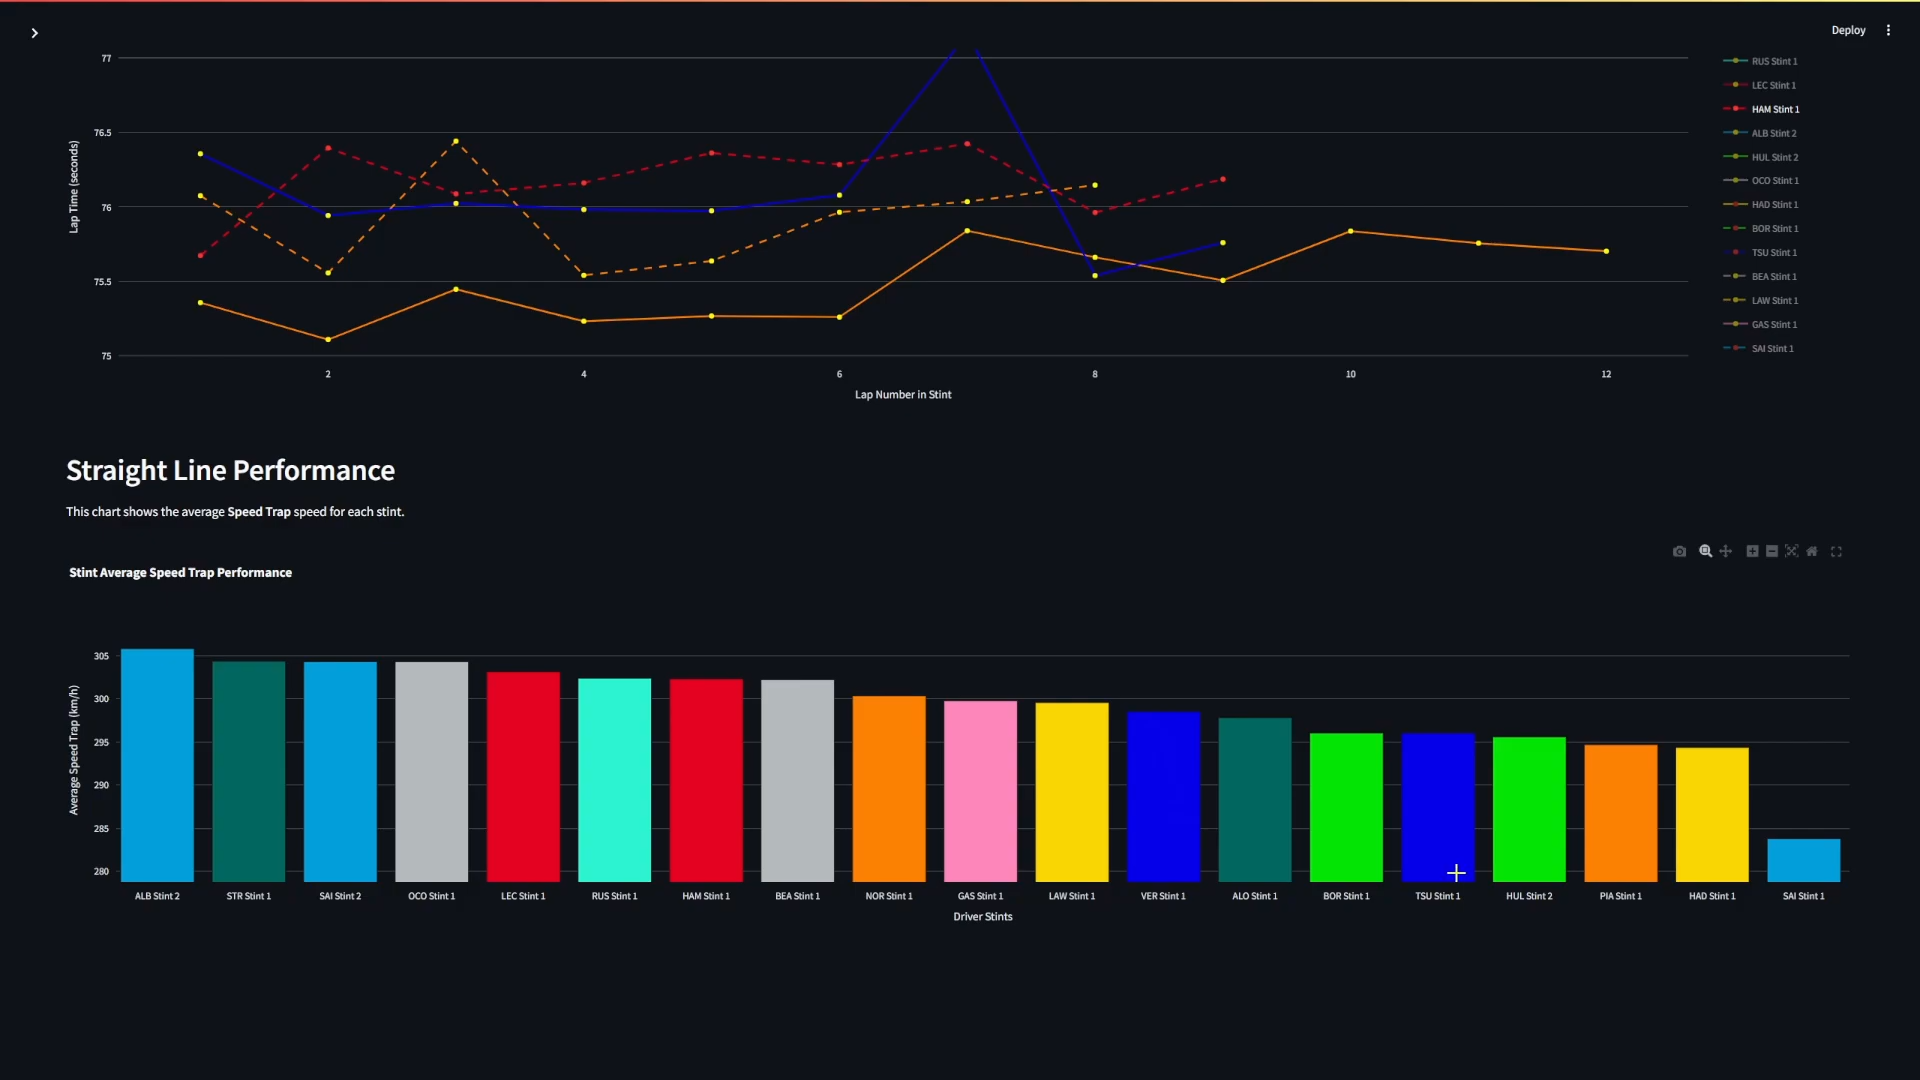 Deploy
77
76.5
76
75.5
75
Lap Time (seconds)
2
4
6
8
10
12
Lap Number in Stint
RUS Stint 1
LEC Stint 1
HAM Stint 1
ALB Stint 2
HUL Stint 2
OCO Stint 1
HAD Stint 1
BOR Stint 1
TSU Stint 1
BEA Stint 1
LAW Stint 1
GAS Stint 1
SAI Stint 1
Straight Line Performance
This chart shows the average Speed Trap speed for each stint.
Stint Average Speed Trap Performance
305
300
295
290
285
280
Average Speed Trap (km/h)
ALB Stint 2
STR Stint 1
SAI Stint 2
OCO Stint 1
LEC Stint 1
RUS Stint 1
HAM Stint 1
BEA Stint 1
NOR Stint 1
GAS Stint 1
LAW Stint 1
VER Stint 1
ALO Stint 1
BOR Stint 1
TSU Stint 1
HUL Stint 2
PIA Stint 1
HAD Stint 1
SAI Stint 1
Driver Stints